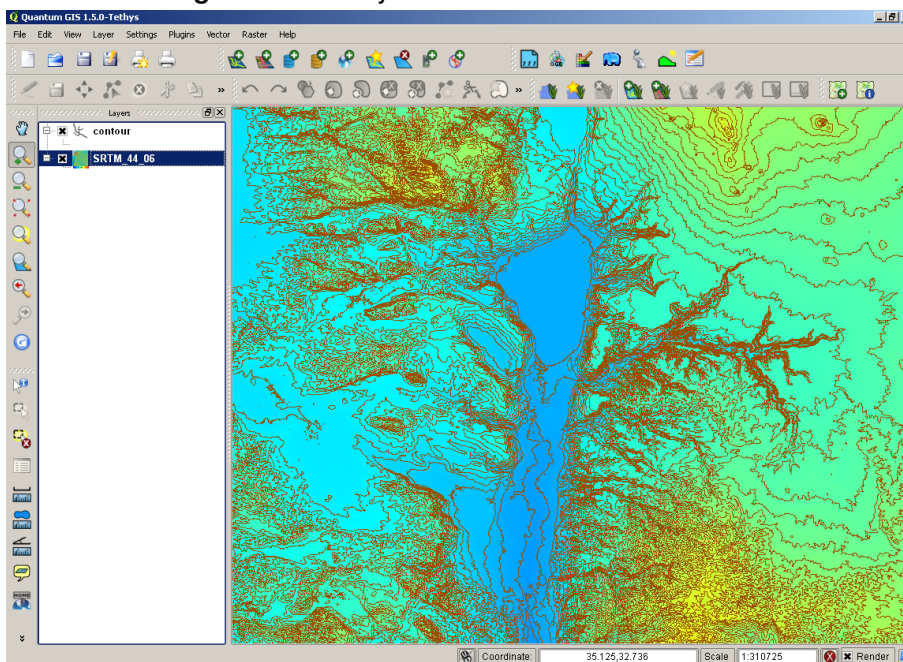 Quantum GIS 1.5.0-Tethys
File Edit View Layer Settings Plugins Vector Raster Help
Layers
contour
SRTM_44_06
Coordinate: 35.125,32.736 Scale 1:310725 Render